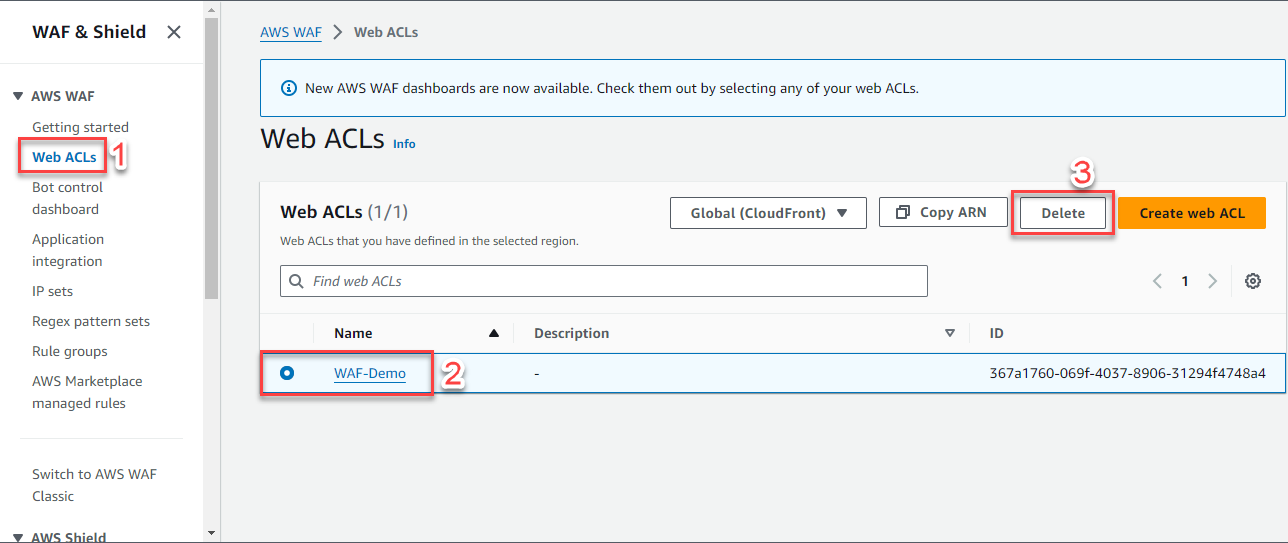 WAF & Shield
AWS WAF
Getting started
Web ACLs
1
Bot control
dashboard
Application
integration
IP sets
Regex pattern sets
Rule groups
AWS Marketplace
managed rules
Switch to AWS WAF
Classic
AWS Shield
AWS WAF > Web ACLs
New AWS WAF dashboards are now available. Check them out by selecting any of your web ACLs.
Web ACLs Info
3
Web ACLs (1/1)
Global (CloudFront)
Copy ARN
Delete
Create web ACL
Web ACLs that you have defined in the selected region.
Find web ACLs
1
Name Description ID
WAF-Demo 2 - 367a1760-069f-4037-8906-31294f4748a4